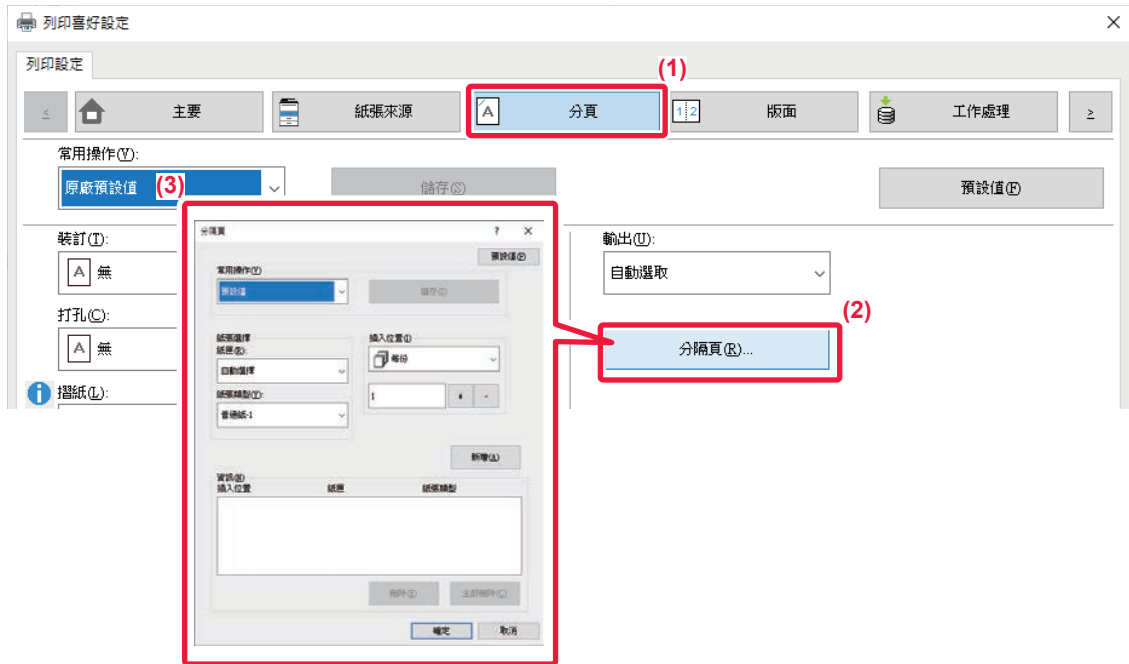 列印喜好設定
列印設定
(1)
主要
紙張來源
分頁
版面
工作處理
常用操作(V):
原廠預設值
(3)
儲存(S)
預設值(F)
裝訂(T):
無
打孔(C):
無
摺紙(L):
輸出(U):
自動選取
(2)
分隔頁(R)...
分隔頁
預設值(F)
常用操作(Y)
預設值
儲存(S)
紙張選擇
紙匣(R):
自動選擇
紙張類型(Y):
普通紙-1
插入位置(I)
每份
1
新增(A)
資訊(N)
插入位置 紙匣 紙張類型
刪除(E)
全部刪除(C)
確定
取消